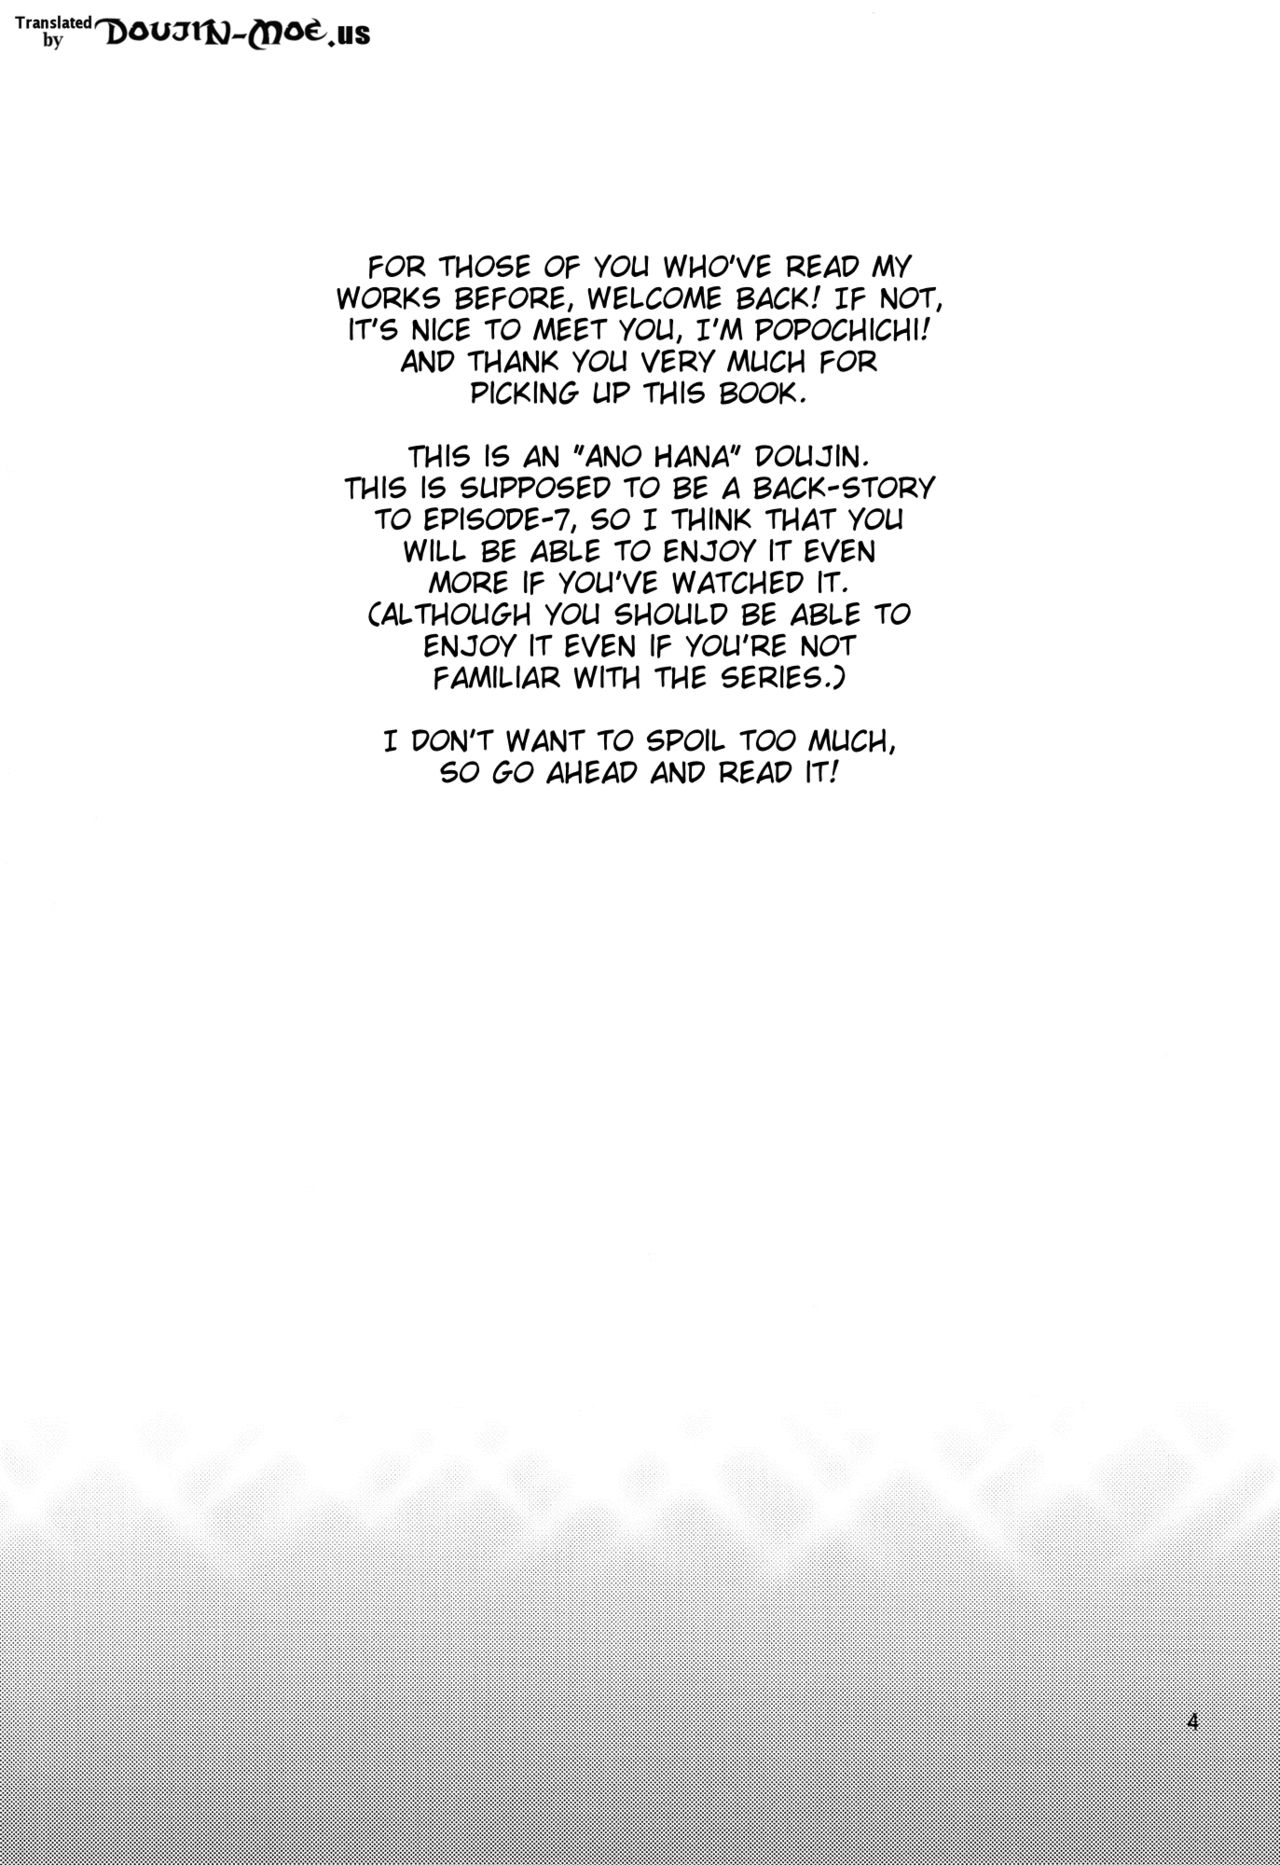 Translated
by DOUJIN-MOE.us
FOR THOSE OF YOU WHO'VE READ MY
WORKS BEFORE, WELCOME BACK! IF NOT,
IT'S NICE TO MEET YOU, I'M POPOCHICHI!
AND THANK YOU VERY MUCH FOR
PICKING UP THIS BOOK.
THIS IS AN "ANO HANA" DOUJIN.
THIS IS SUPPOSED TO BE A BACK-STORY
TO EPISODE-7, SO I THINK THAT YOU
WILL BE ABLE TO ENJOY IT EVEN
MORE IF YOU'VE WATCHED IT.
(ALTHOUGH YOU SHOULD BE ABLE TO
ENJOY IT EVEN IF YOU'RE NOT
FAMILIAR WITH THE SERIES.)
I DON'T WANT TO SPOIL TOO MUCH,
SO GO AHEAD AND READ IT!
4